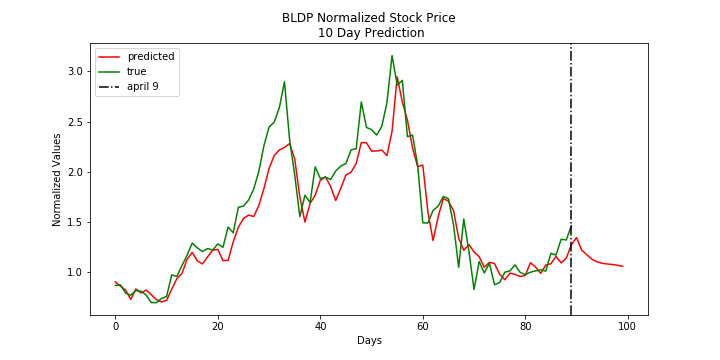 BLDP Normalized Stock Price
10 Day Prediction
predicted
true
april 9
Normalized Values
3.0
2.5
2.0
1.5
1.0
0
20
40
60
80
100
Days